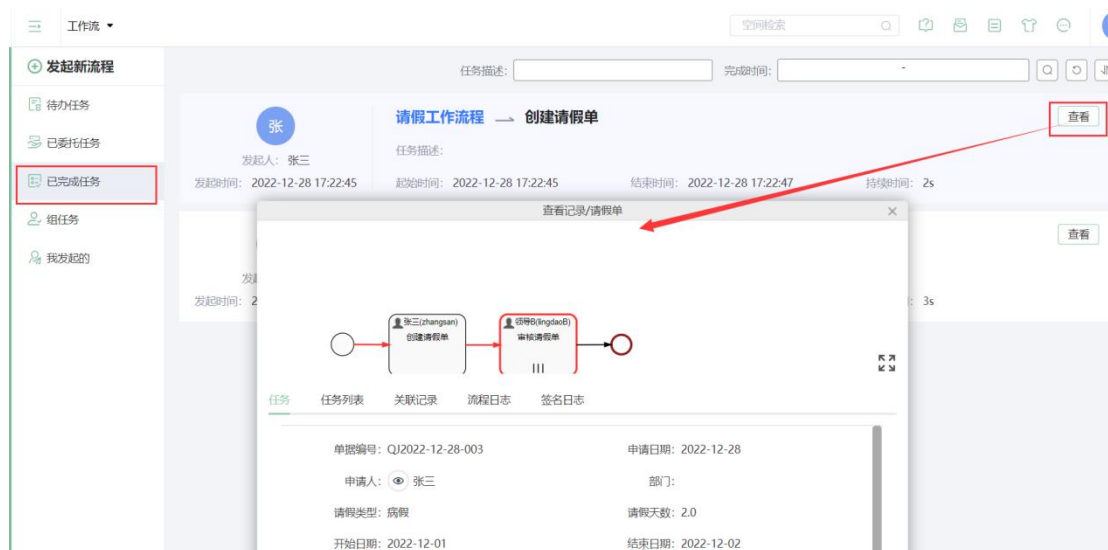 工作流
空间检索
发起新流程
任务描述:
完成时间:
-
待办任务
已委托任务
已完成任务
组任务
我发起的
张
发起人: 张三
发起时间: 2022-12-28 17:22:45
请假工作流程 创建请假单
查看
任务描述:
起始时间: 2022-12-28 17:22:45
结束时间: 2022-12-28 17:22:47
持续时间: 2s
查看记录/请假单
查看
发起时间: 2
3s
张三(zhangsan)
创建请假单
领导B(lingdaoB)
审核请假单
任务 任务列表 关联记录 流程日志 签名日志
单据编号: QJ2022-12-28-003
申请日期: 2022-12-28
申请人: 张三
部门:
请假类型: 病假
请假天数: 2.0
开始日期: 2022-12-01
结束日期: 2022-12-02